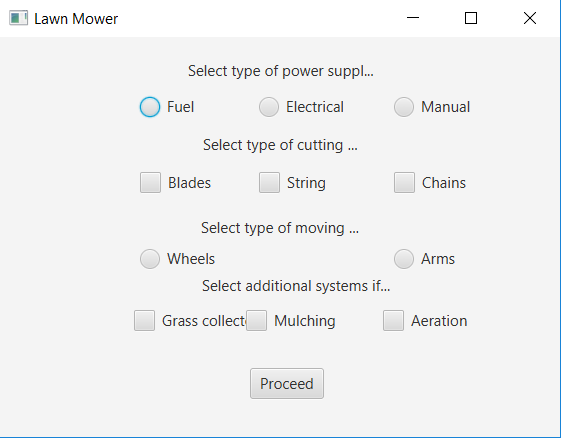 Lawn Mower
Select type of power suppl...
Fuel Electrical Manual
Select type of cutting ...
Blades String Chains
Select type of moving ...
Wheels Arms
Select additional systems if...
Grass collecte Mulching Aeration
Proceed